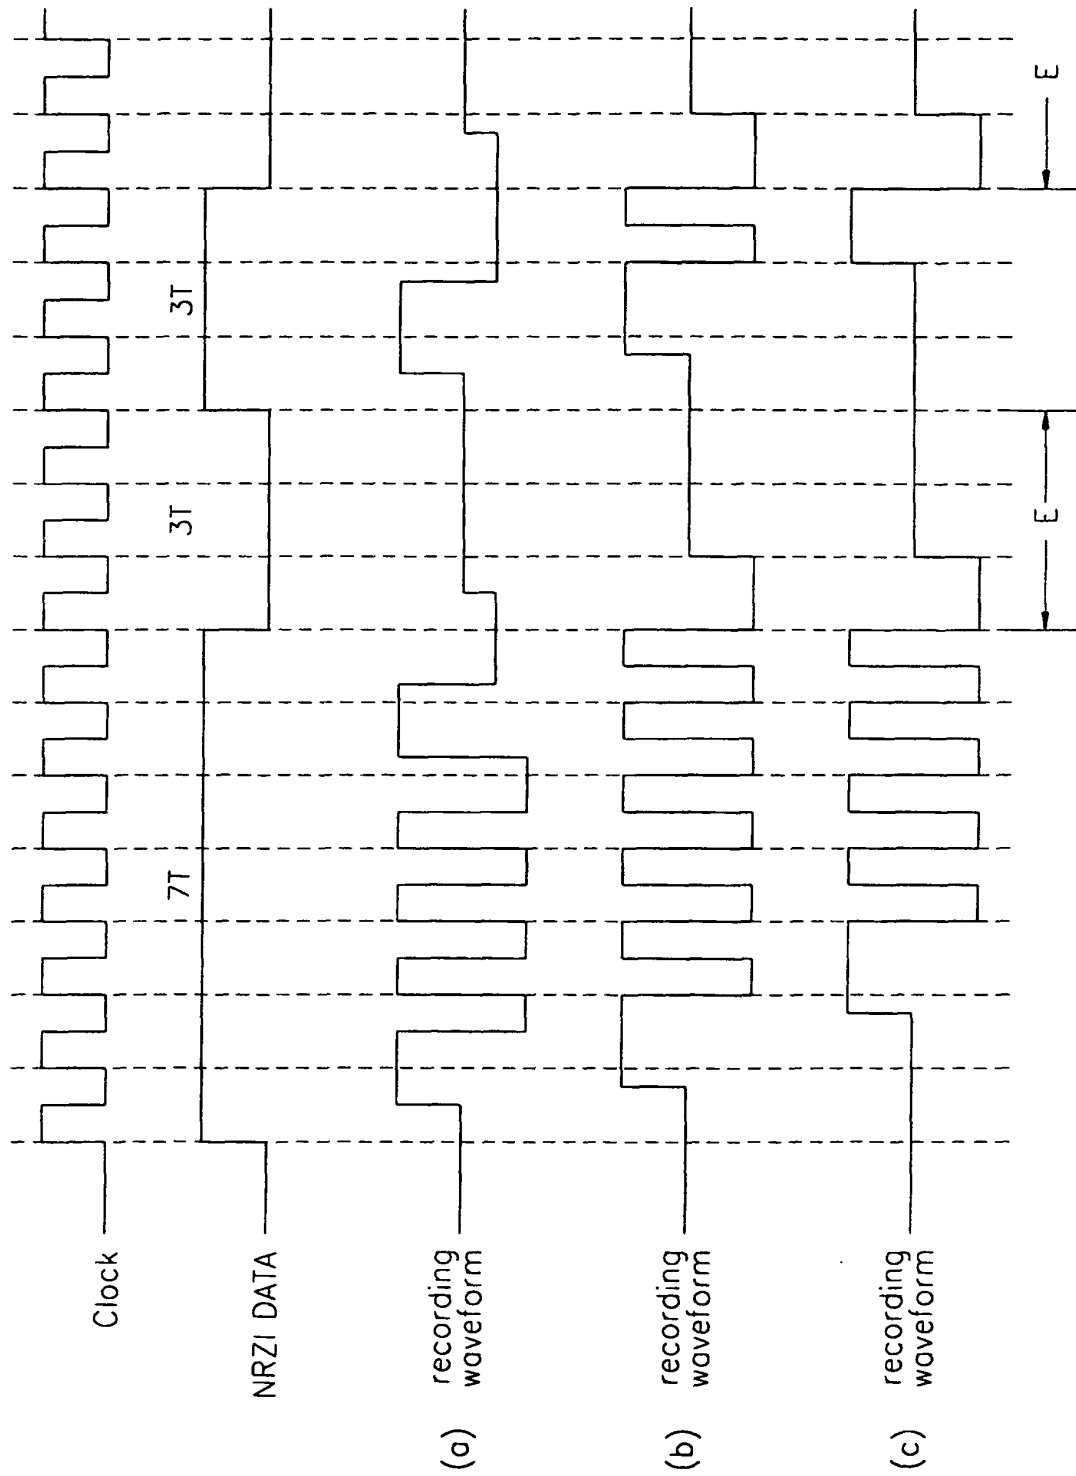 Clock
NRZI DATA
7T
3T
3T
(a)
recording
waveform
(b)
recording
waveform
(c)
recording
waveform
E
E